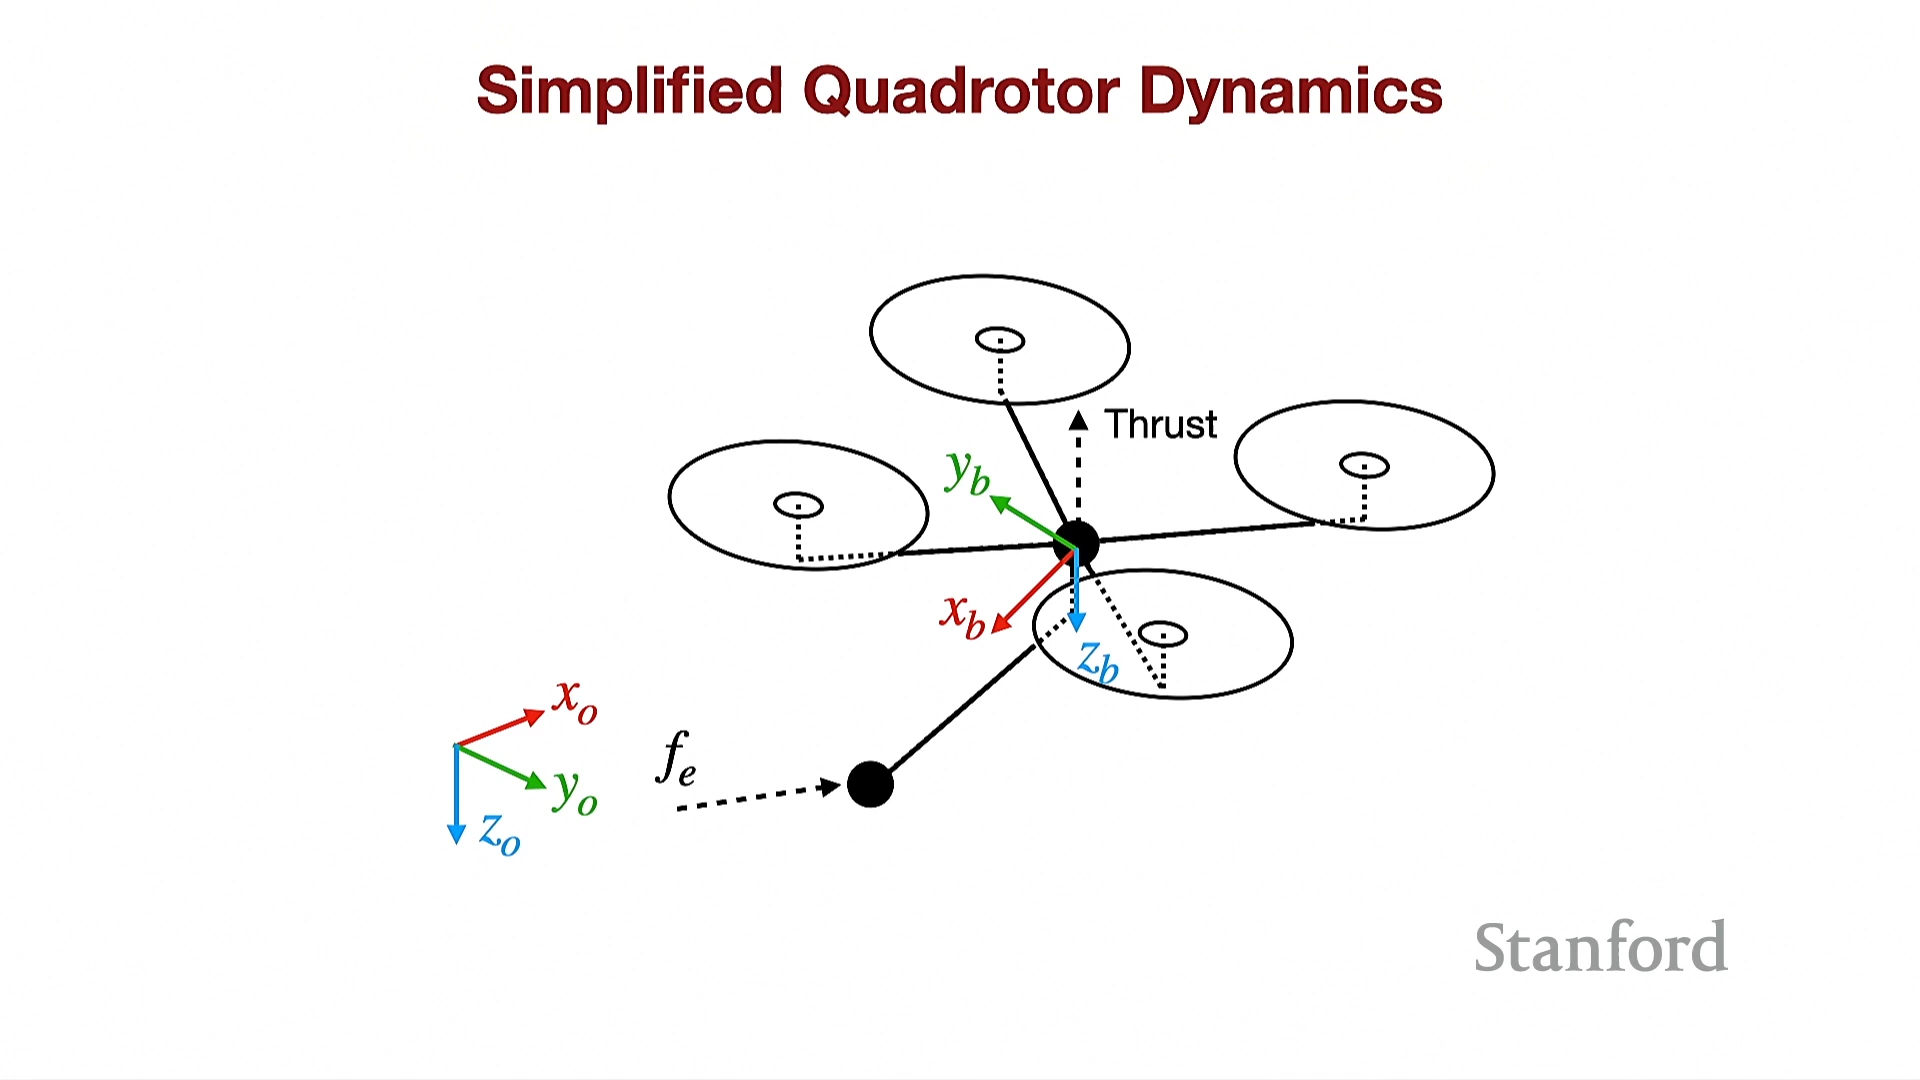 Simplified Quadrotor Dynamics
Thrust
y_b
x_b
z_b
x_o
f_e
y_o
z_o
Stanford